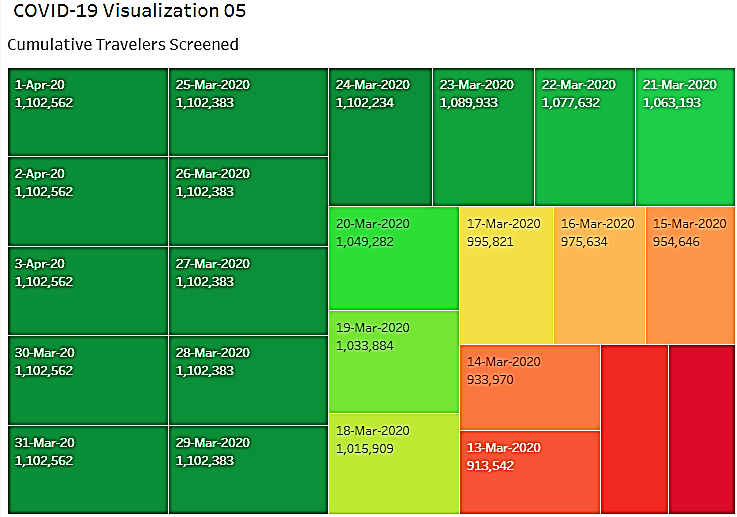 COVID-19 Visualization 05
Cumulative Travelers Screened
1-Apr-20
1,102,562
2-Apr-20
1,102,562
3-Apr-20
1,102,562
30-Mar-20
1,102,562
31-Mar-20
1,102,562
25-Mar-2020
1,102,383
26-Mar-2020
1,102,383
27-Mar-2020
1,102,383
28-Mar-2020
1,102,383
29-Mar-2020
1,102,383
24-Mar-2020
1,102,234
23-Mar-2020
1,089,933
22-Mar-2020
1,077,632
21-Mar-2020
1,063,193
20-Mar-2020
1,049,282
19-Mar-2020
1,033,884
18-Mar-2020
1,015,909
17-Mar-2020
995,821
16-Mar-2020
975,634
15-Mar-2020
954,646
14-Mar-2020
933,970
13-Mar-2020
913,542